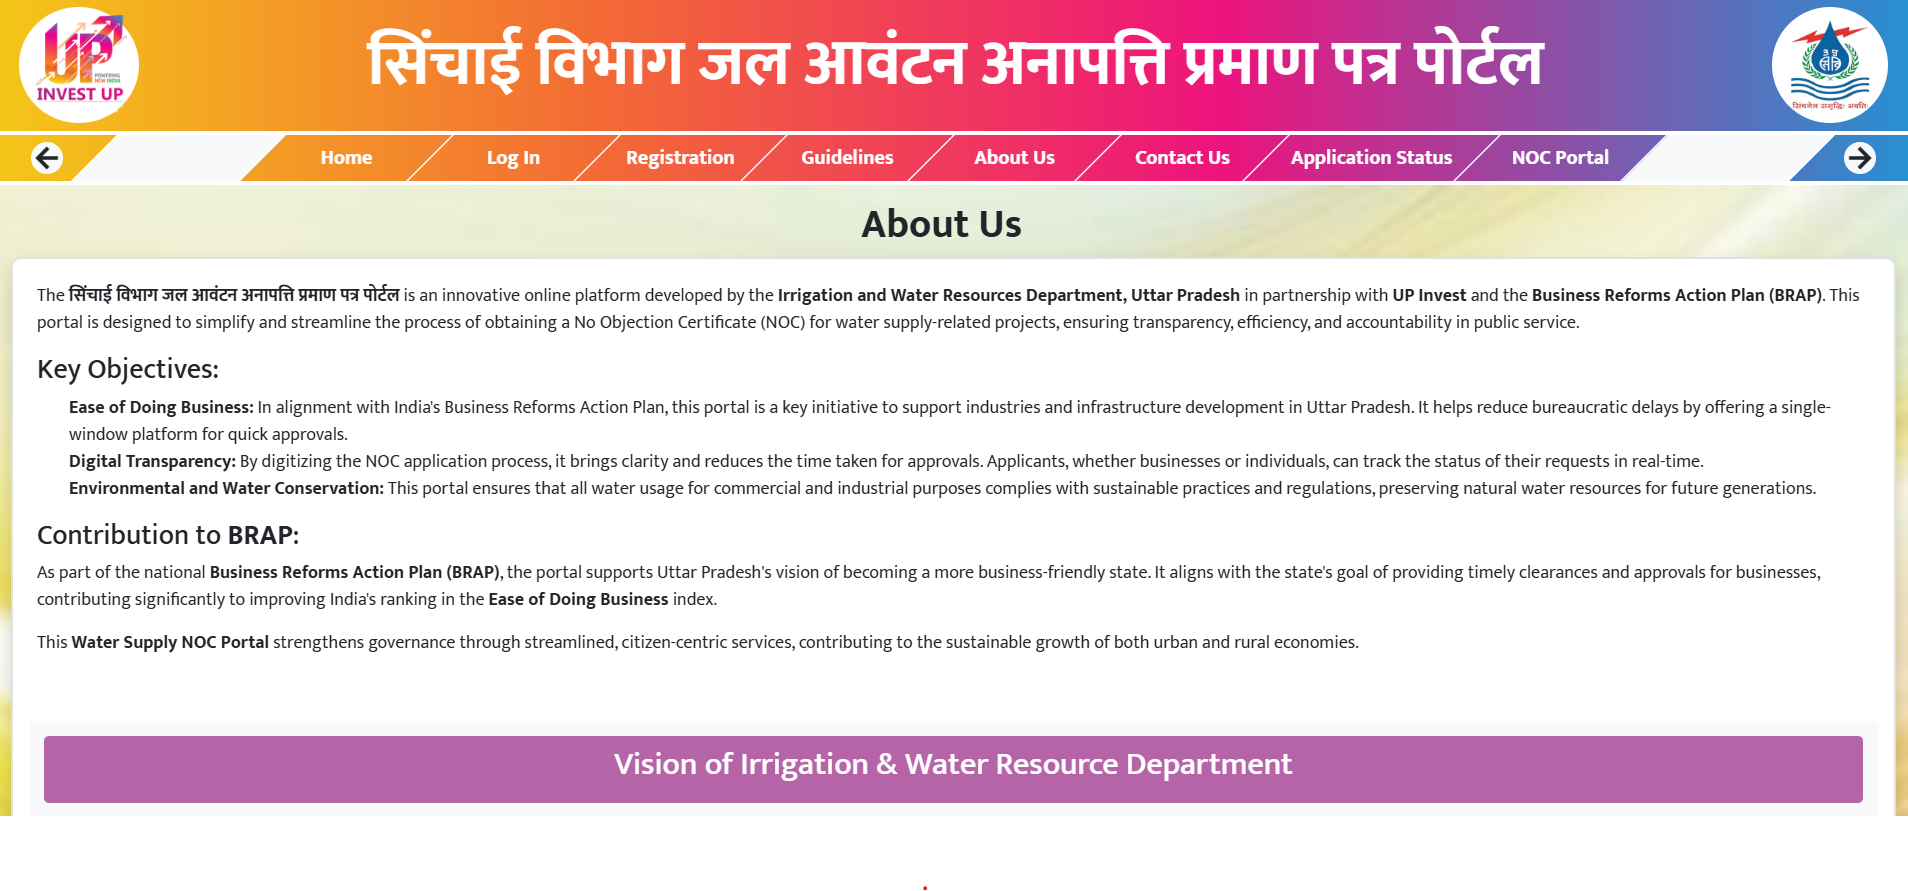 UP
POWERING
NEW INDIA
INVEST UP
सिंचाई विभाग जल आवंटन अनापत्ति प्रमाण पत्र पोर्टल
सिंचनेन समृद्धिः भवति
Home Log In Registration Guidelines About Us Contact Us Application Status NOC Portal
About Us
The सिंचाई विभाग जल आवंटन अनापत्ति प्रमाण पत्र पोर्टल is an innovative online platform developed by the Irrigation and Water Resources Department, Uttar Pradesh in partnership with UP Invest and the Business Reforms Action Plan (BRAP). This
portal is designed to simplify and streamline the process of obtaining a No Objection Certificate (NOC) for water supply-related projects, ensuring transparency, efficiency, and accountability in public service.
Key Objectives:
Ease of Doing Business: In alignment with India's Business Reforms Action Plan, this portal is a key initiative to support industries and infrastructure development in Uttar Pradesh. It helps reduce bureaucratic delays by offering a single-
window platform for quick approvals.
Digital Transparency: By digitizing the NOC application process, it brings clarity and reduces the time taken for approvals. Applicants, whether businesses or individuals, can track the status of their requests in real-time.
Environmental and Water Conservation: This portal ensures that all water usage for commercial and industrial purposes complies with sustainable practices and regulations, preserving natural water resources for future generations.
Contribution to BRAP:
As part of the national Business Reforms Action Plan (BRAP), the portal supports Uttar Pradesh's vision of becoming a more business-friendly state. It aligns with the state's goal of providing timely clearances and approvals for businesses,
contributing significantly to improving India's ranking in the Ease of Doing Business index.
This Water Supply NOC Portal strengthens governance through streamlined, citizen-centric services, contributing to the sustainable growth of both urban and rural economies.
Vision of Irrigation & Water Resource Department